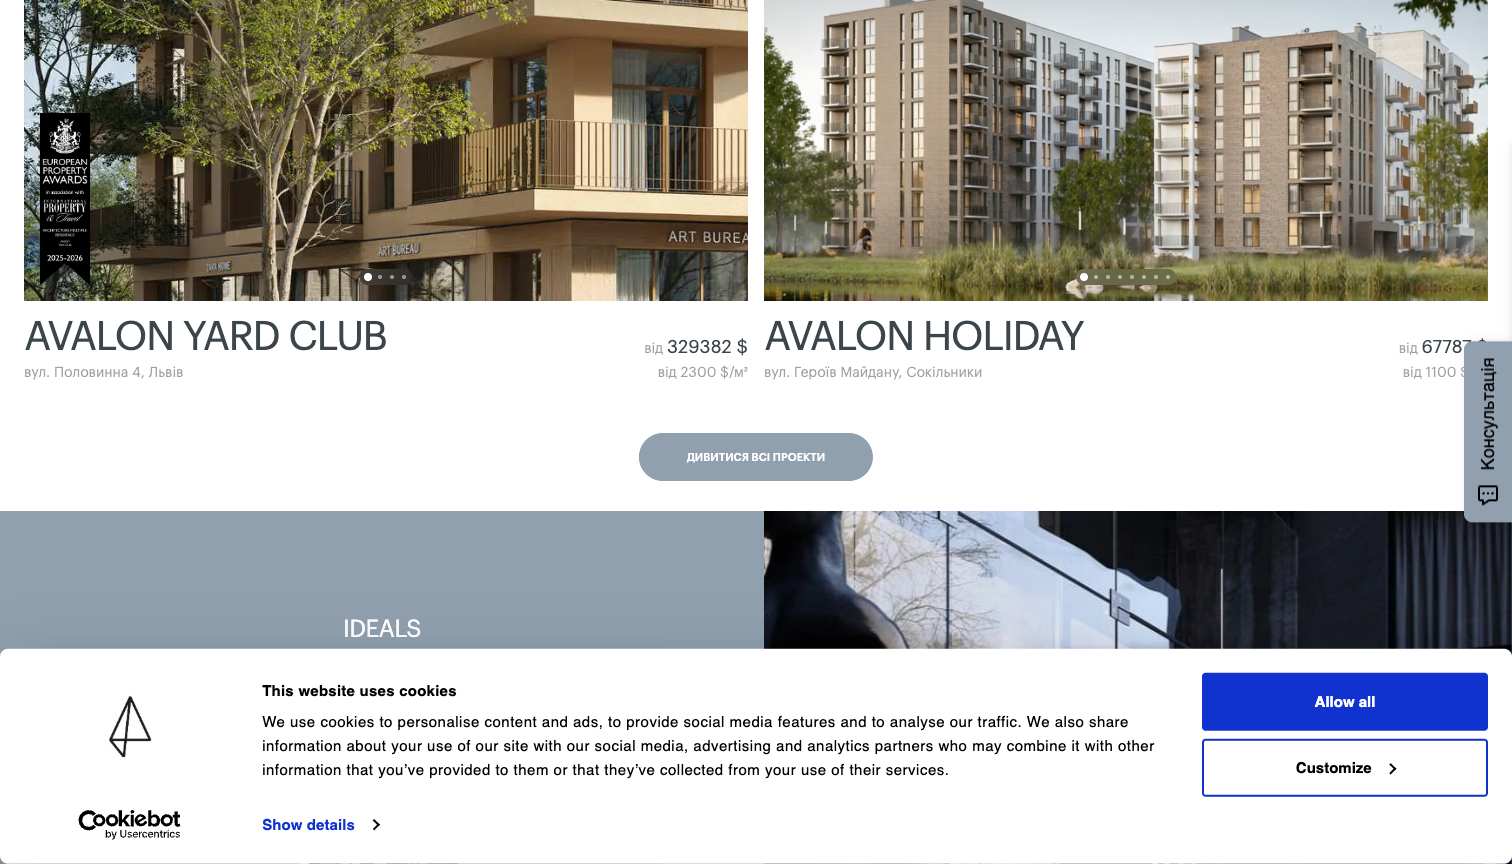 EUROPEAN
PROPERTY
AWARDS
in association with
INTERNATIONAL
PROPERTY
& Travel
2025-2026
ART BUREAU
ART BUREA
AVALON YARD CLUB
від 329382 $
вул. Половинна 4, Львів
від 2300 $/м²
AVALON HOLIDAY
від 67787 $
вул. Героїв Майдану, Сокільники
від 1100 $
Консультація
ДИВИТИСЯ ВСІ ПРОЕКТИ
IDEALS
This website uses cookies
We use cookies to personalise content and ads, to provide social media features and to analyse our traffic. We also share
information about your use of our site with our social media, advertising and analytics partners who may combine it with other
information that you've provided to them or that they've collected from your use of their services.
Show details
Allow all
Customize
Cookiebot
by Usercentrics